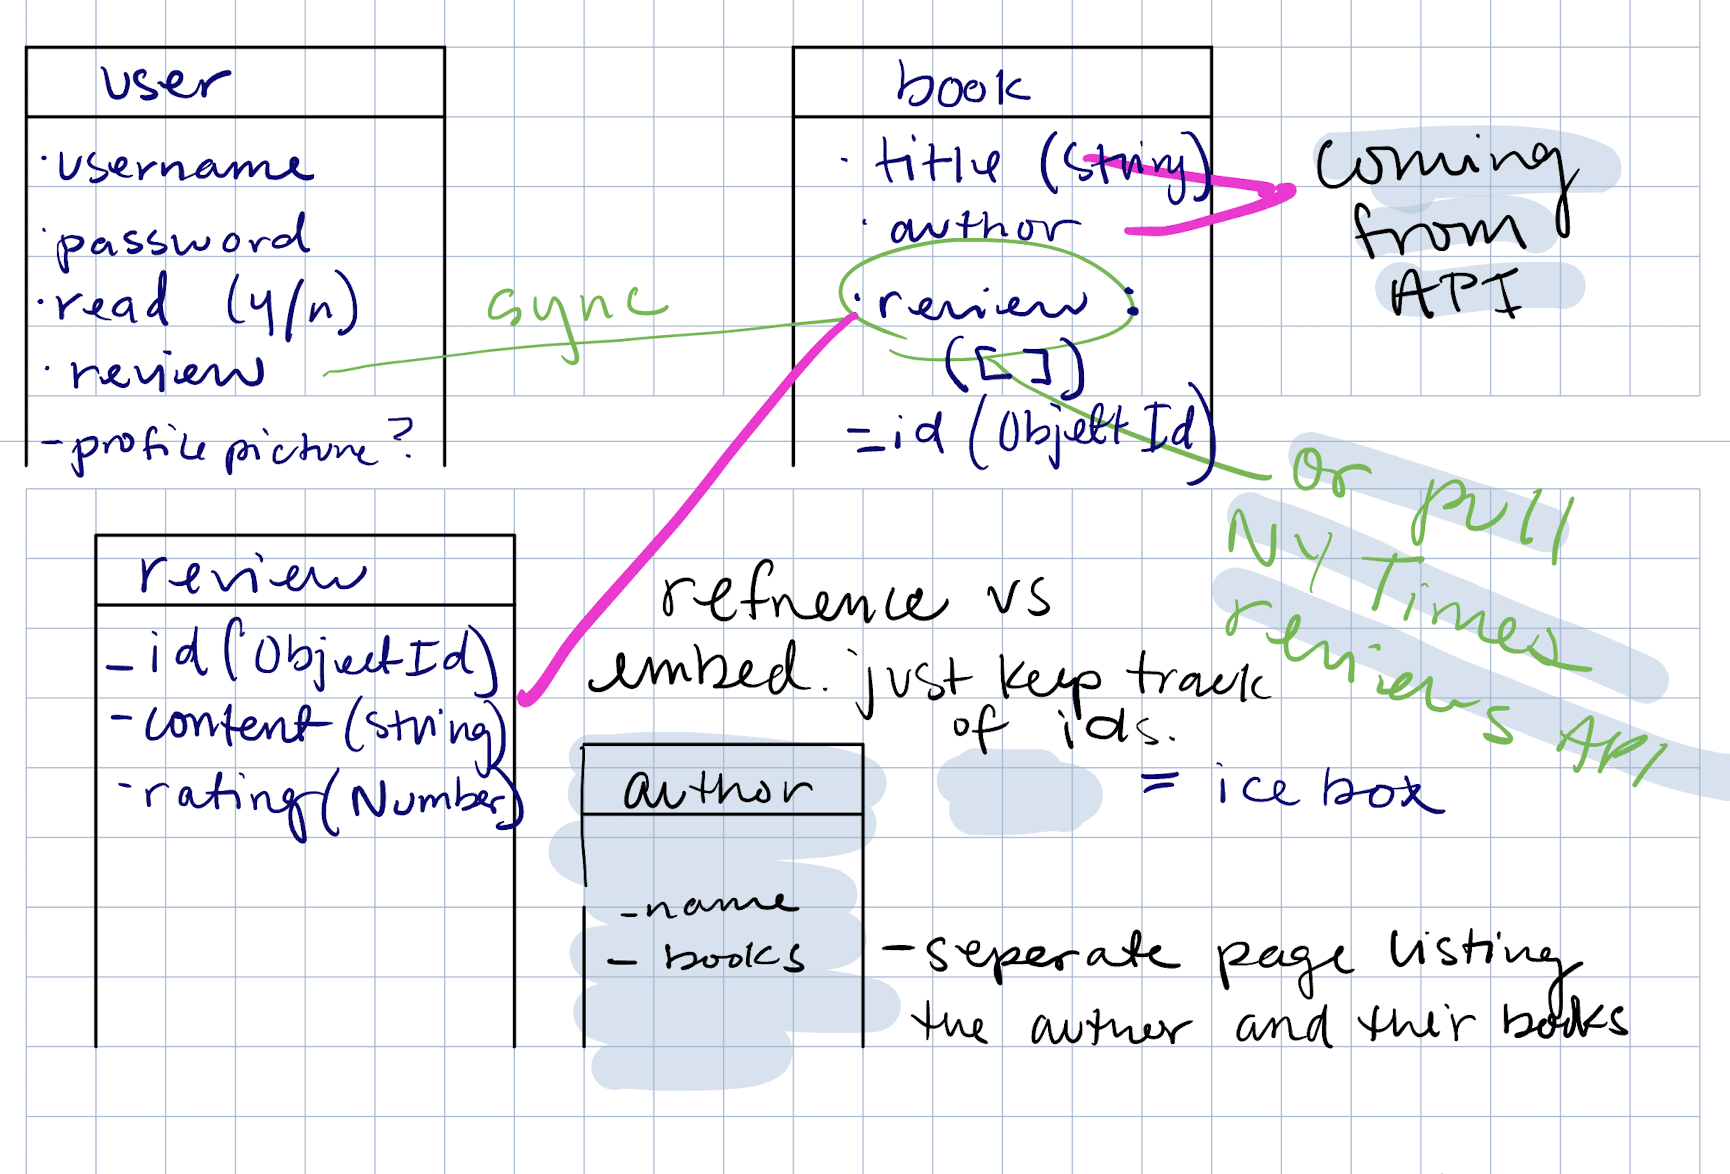 user
·username
·password
·read (y/n)
·review
-profile picture?
sync
book
·title (string)
·author
·review:
([ ])
=id (ObjectId)
coming
from
API
or pull
NY Times
reviews API
review
-id (ObjectId)
-content (string)
-rating (Number)
refrence vs
embed. just keep track
of ids.
= ice box
author
-name
- books
- seperate page listing
the author and their books